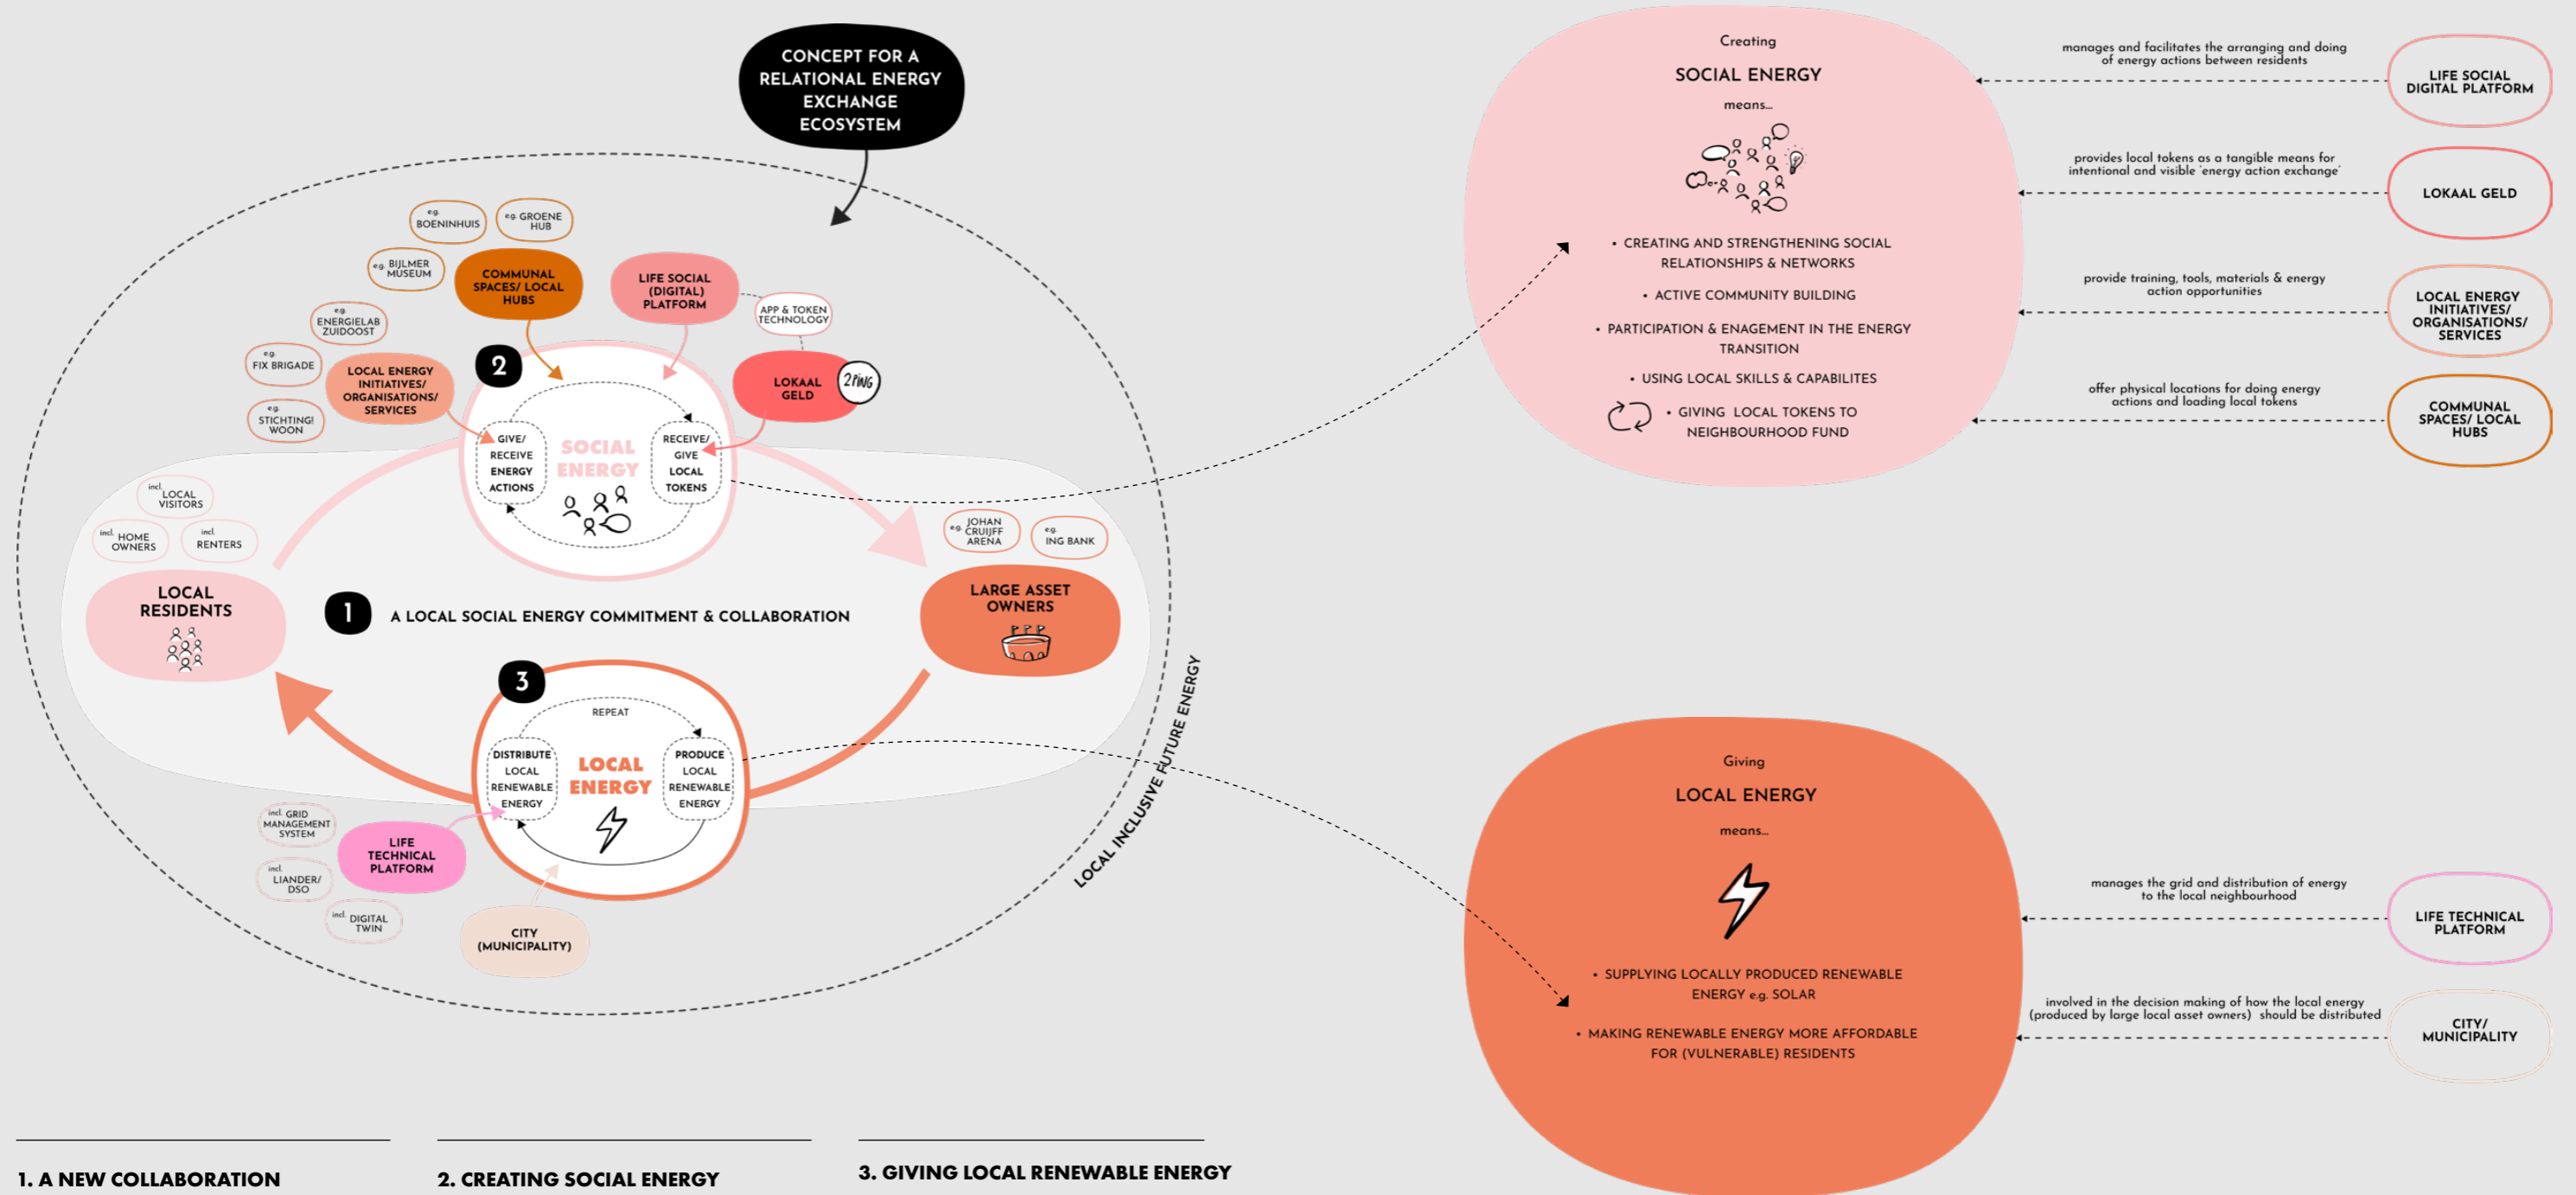 CONCEPT FOR A
RELATIONAL ENERGY
EXCHANGE
ECOSYSTEM
e.g.
BOENINHUIS
e.g. GROENE
HUB
e.g. BIJLMER
MUSEUM
COMMUNAL
SPACES/ LOCAL
HUBS
LIFE SOCIAL
(DIGITAL)
PLATFORM
APP & TOKEN
TECHNOLOGY
e.g.
ENERGIELAB
ZUIDOOST
e.g.
FIX BRIGADE
e.g.
STICHTING!
WOON
LOCAL ENERGY
INITIATIVES/
ORGANISATIONS/
SERVICES
LOKAAL
GELD
2PING
2
GIVE/
RECEIVE
ENERGY
ACTIONS
SOCIAL
ENERGY
RECEIVE/
GIVE
LOCAL
TOKENS
incl.
LOCAL
VISITORS
incl. HOME
OWNERS
incl.
RENTERS
LOCAL
RESIDENTS
1
A LOCAL SOCIAL ENERGY COMMITMENT & COLLABORATION
e.g. JOHAN
CRUIJFF
ARENA
e.g.
ING BANK
LARGE ASSET
OWNERS
3
REPEAT
DISTRIBUTE
LOCAL
RENEWABLE
ENERGY
LOCAL
ENERGY
PRODUCE
LOCAL
RENEWABLE
ENERGY
incl. GRID
MANAGEMENT
SYSTEM
incl.
LIANDER/
DSO
incl. DIGITAL
TWIN
LIFE
TECHNICAL
PLATFORM
CITY
(MUNICIPALITY)
LOCAL INCLUSIVE FUTURE ENERGY
Creating
SOCIAL ENERGY
means...
• CREATING AND STRENGTHENING SOCIAL
RELATIONSHIPS & NETWORKS
• ACTIVE COMMUNITY BUILDING
• PARTICIPATION & ENAGEMENT IN THE ENERGY
TRANSITION
• USING LOCAL SKILLS & CAPABILITES
• GIVING LOCAL TOKENS TO
NEIGHBOURHOOD FUND
manages and facilitates the arranging and doing
of energy actions between residents
LIFE SOCIAL
DIGITAL PLATFORM
provides local tokens as a tangible means for
intentional and visible 'energy action exchange'
LOKAAL GELD
provide training, tools, materials & energy
action opportunities
LOCAL ENERGY
INITIATIVES/
ORGANISATIONS/
SERVICES
offer physical locations for doing energy
actions and loading local tokens
COMMUNAL
SPACES/ LOCAL
HUBS
Giving
LOCAL ENERGY
means...
• SUPPLYING LOCALLY PRODUCED RENEWABLE
ENERGY e.g. SOLAR
• MAKING RENEWABLE ENERGY MORE AFFORDABLE
FOR (VULNERABLE) RESIDENTS
manages the grid and distribution of energy
to the local neighbourhood
LIFE TECHNICAL
PLATFORM
involved in the decision making of how the local energy
(produced by large local asset owners) should be distributed
CITY/
MUNICIPALITY
1. A NEW COLLABORATION
2. CREATING SOCIAL ENERGY
3. GIVING LOCAL RENEWABLE ENERGY